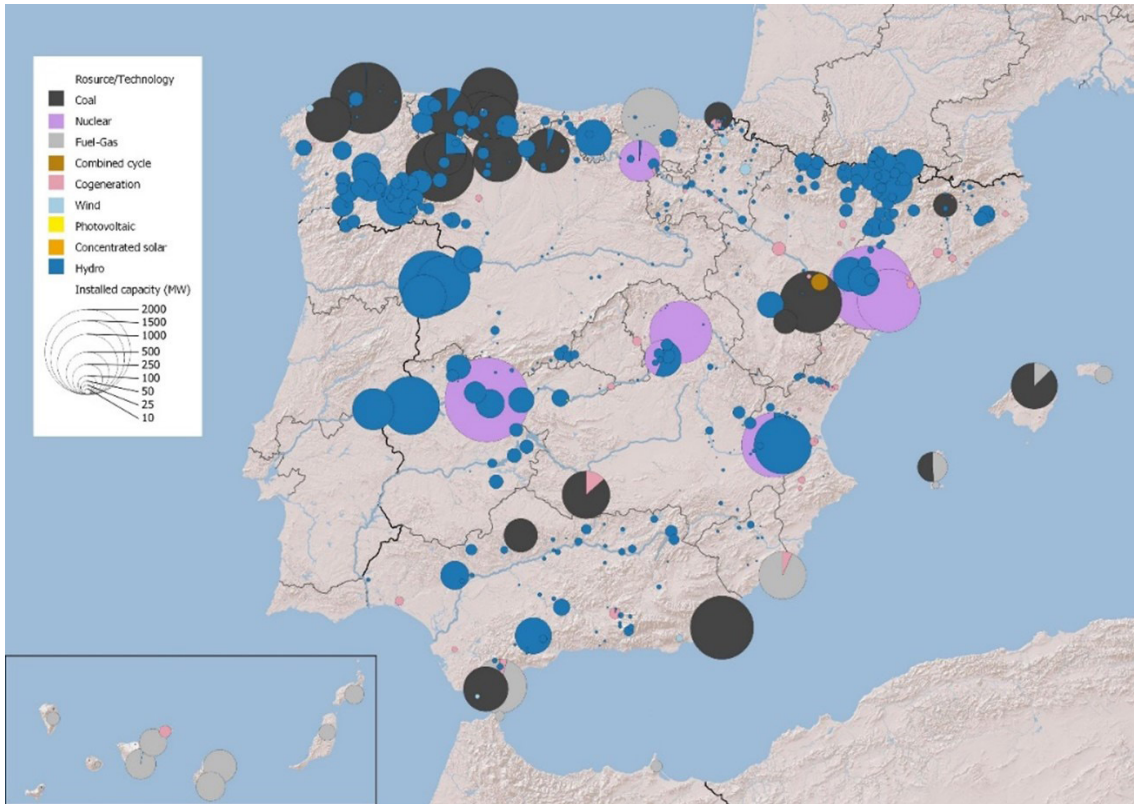 Rosurce/Technology
Coal
Nuclear
Fuel-Gas
Combined cycle
Cogeneration
Wind
Photovoltaic
Concentrated solar
Hydro
Installed capacity (MW)
2000
1500
1000
500
250
100
50
25
10